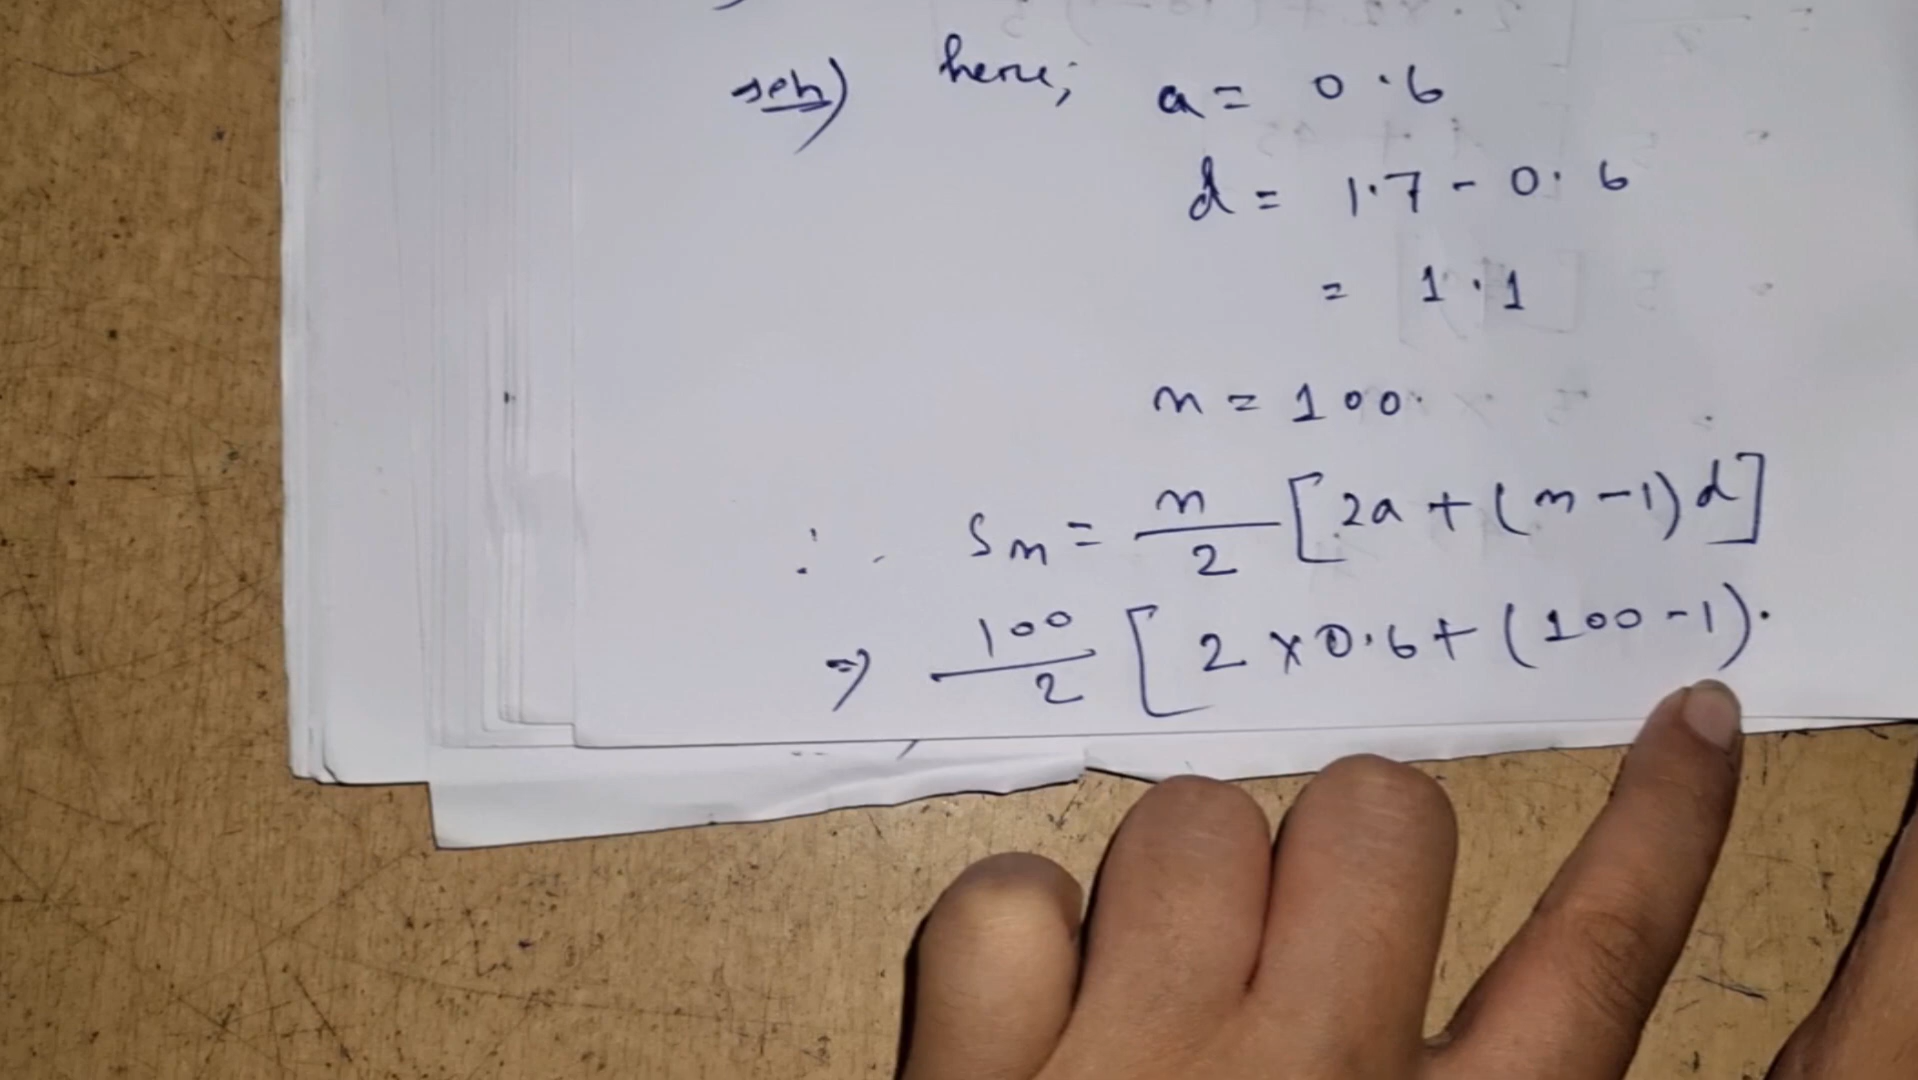 soln) here; a = 0.6
d = 1.7 - 0.6
= 1.1
n = 100.
∴ Sn = n/2 [2a + (n-1)d]
⇒ 100/2 [2 x 0.6 + (100-1).